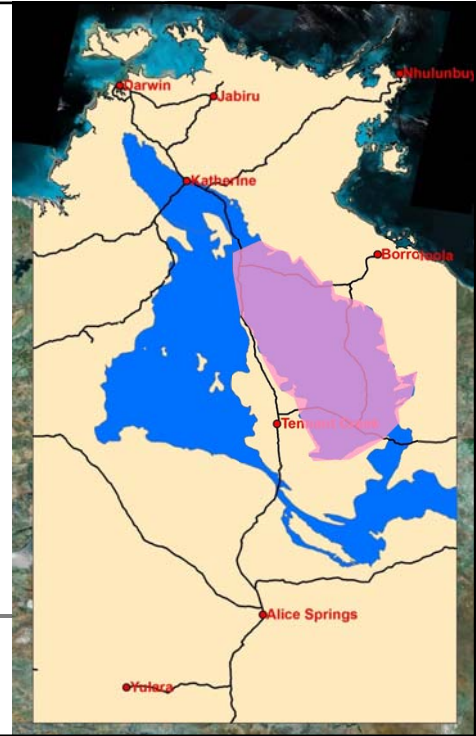 Darwin
Nhulunbuy
Jabiru
Katherine
Borroloola
Tennant Creek
Alice Springs
Yulara